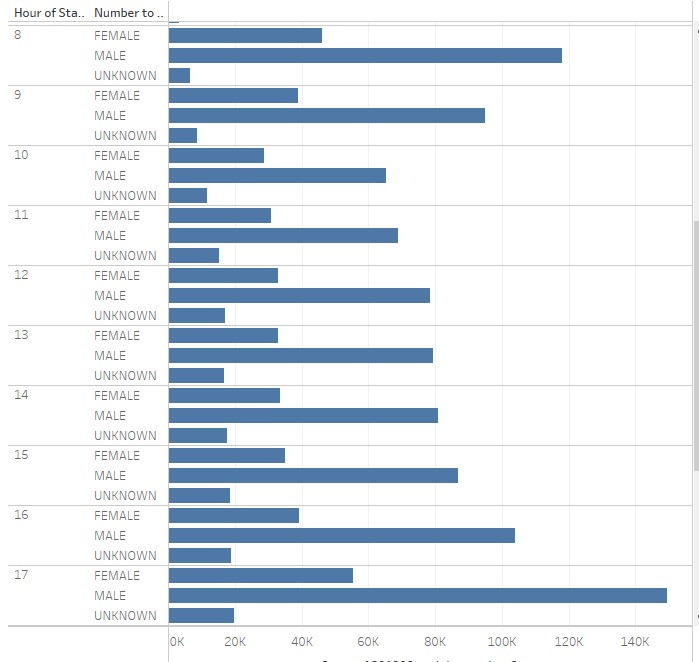 Hour of Sta.. Number to ..
8 FEMALE
MALE
UNKNOWN
9 FEMALE
MALE
UNKNOWN
10 FEMALE
MALE
UNKNOWN
11 FEMALE
MALE
UNKNOWN
12 FEMALE
MALE
UNKNOWN
13 FEMALE
MALE
UNKNOWN
14 FEMALE
MALE
UNKNOWN
15 FEMALE
MALE
UNKNOWN
16 FEMALE
MALE
UNKNOWN
17 FEMALE
MALE
UNKNOWN
0K 20K 40K 60K 80K 100K 120K 140K